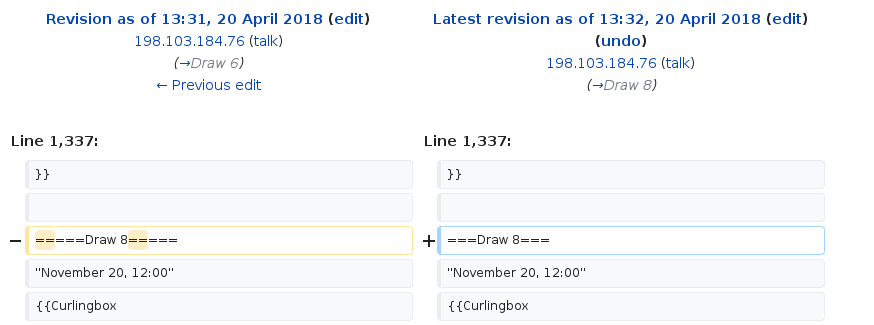 Revision as of 13:31, 20 April 2018 (edit)
198.103.184.76 (talk)
(→Draw 6)
← Previous edit
Latest revision as of 13:32, 20 April 2018 (edit)
(undo)
198.103.184.76 (talk)
(→Draw 8)
Line 1,337:
Line 1,337:
}}
}}
− =====Draw 8=====
+ ===Draw 8===
"November 20, 12:00"
"November 20, 12:00"
{{Curlingbox
{{Curlingbox